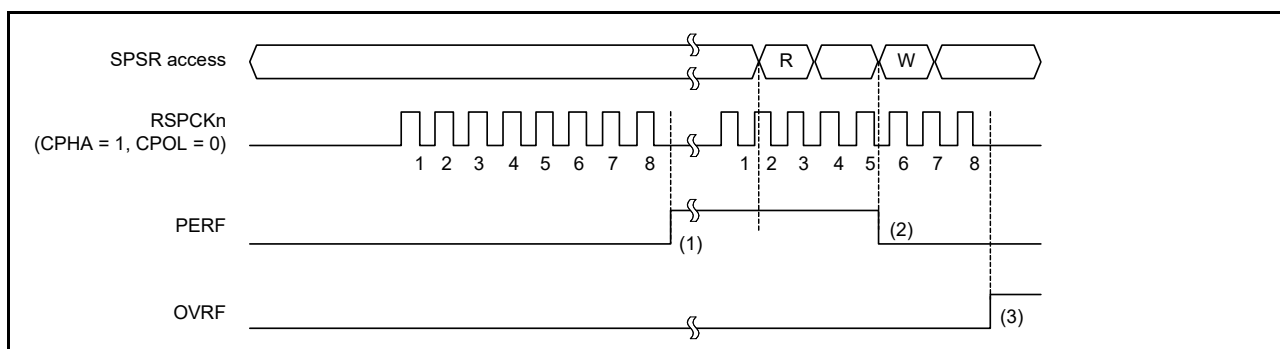 SPSR access
R
W
RSPCKn
(CPHA = 1, CPOL = 0)
1 2 3 4 5 6 7 8 1 2 3 4 5 6 7 8
PERF
(1)
(2)
OVRF
(3)